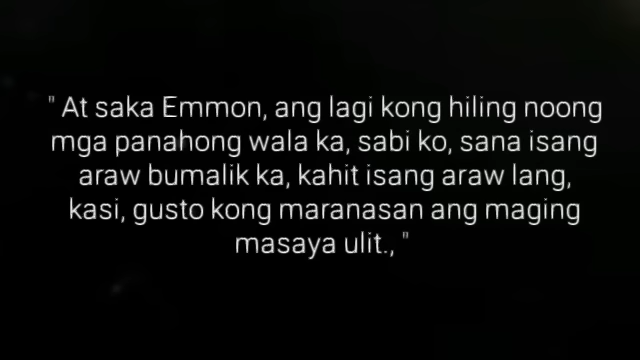 " At saka Emmon, ang lagi kong hiling noong
mga panahong wala ka, sabi ko, sana isang
araw bumalik ka, kahit isang araw lang,
kasi, gusto kong maranasan ang maging
masaya ulit., "